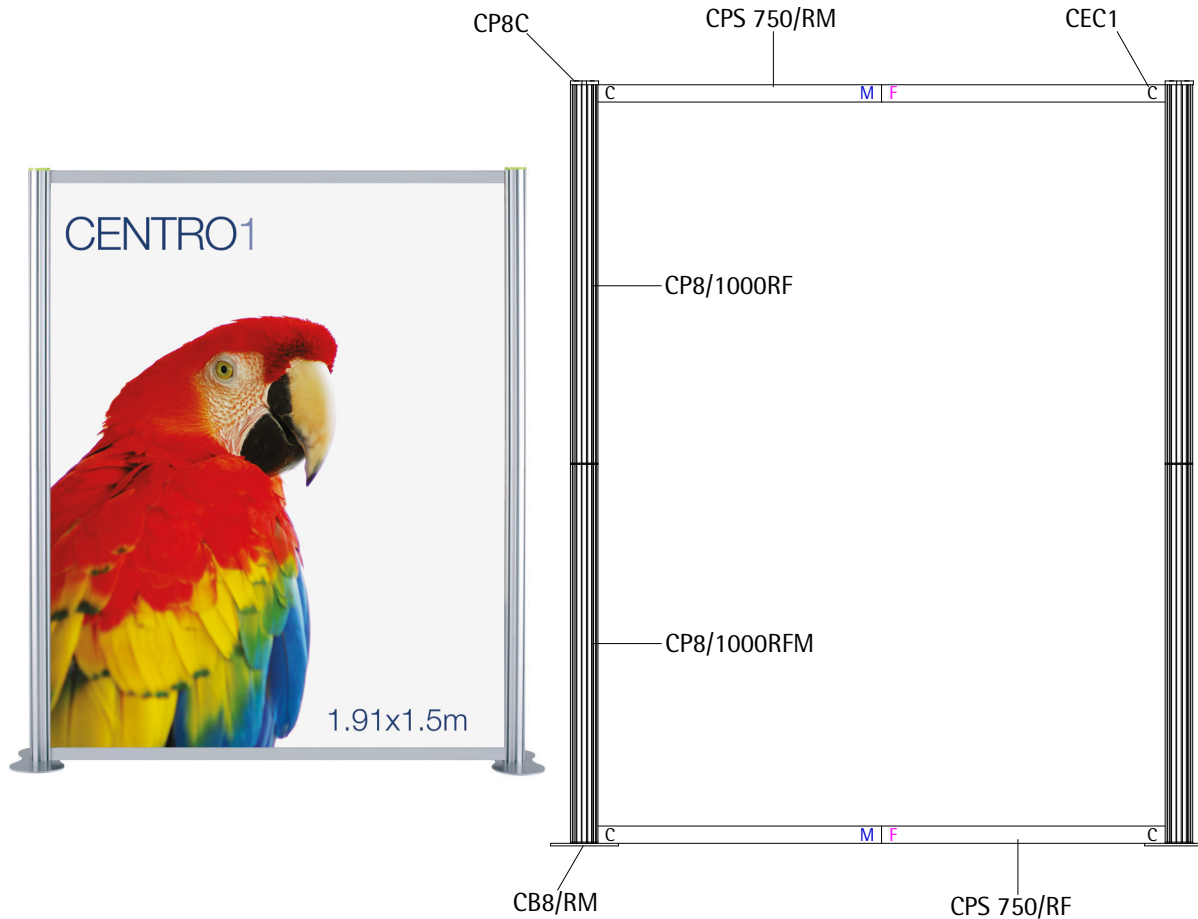 CP8C
CPS 750/RM
CEC1
C
M
F
C
CENTRO1
CP8/1000RF
CP8/1000RFM
1.91x1.5m
C
M
F
C
CB8/RM
CPS 750/RF